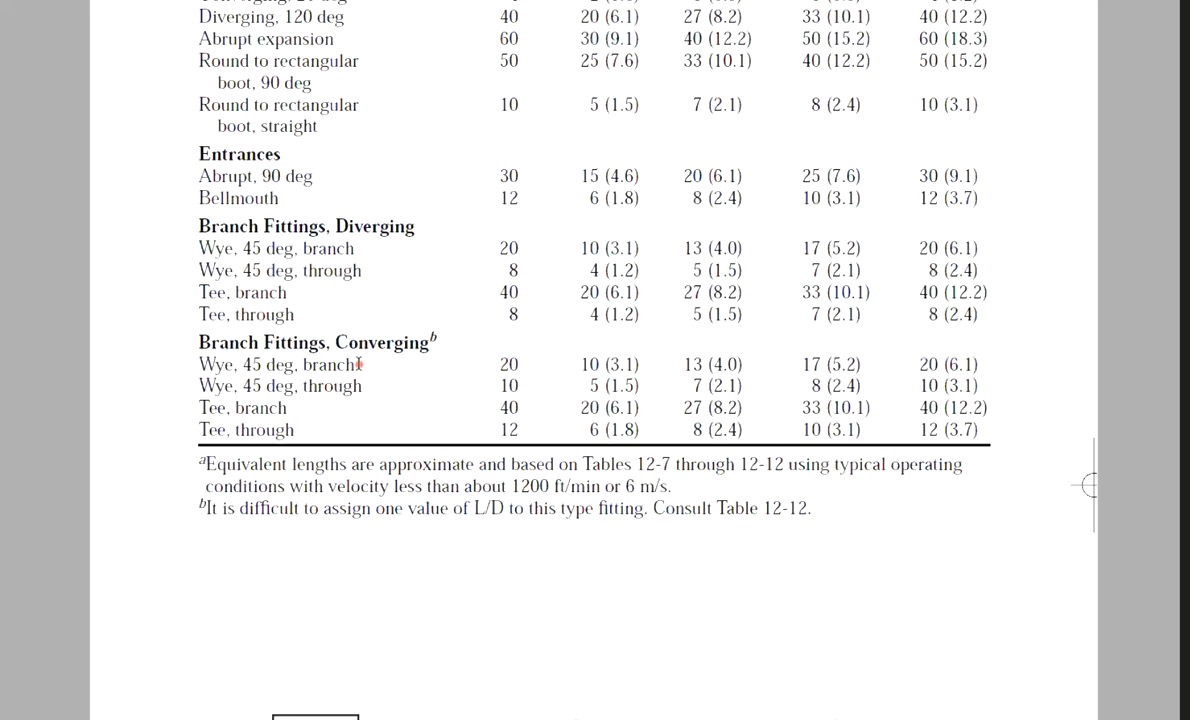 Diverging, 120 deg 40 20 (6.1) 27 (8.2) 33 (10.1) 40 (12.2)
Abrupt expansion 60 30 (9.1) 40 (12.2) 50 (15.2) 60 (18.3)
Round to rectangular 50 25 (7.6) 33 (10.1) 40 (12.2) 50 (15.2)
boot, 90 deg
Round to rectangular 10 5 (1.5) 7 (2.1) 8 (2.4) 10 (3.1)
boot, straight
Entrances
Abrupt, 90 deg 30 15 (4.6) 20 (6.1) 25 (7.6) 30 (9.1)
Bellmouth 12 6 (1.8) 8 (2.4) 10 (3.1) 12 (3.7)
Branch Fittings, Diverging
Wye, 45 deg, branch 20 10 (3.1) 13 (4.0) 17 (5.2) 20 (6.1)
Wye, 45 deg, through 8 4 (1.2) 5 (1.5) 7 (2.1) 8 (2.4)
Tee, branch 40 20 (6.1) 27 (8.2) 33 (10.1) 40 (12.2)
Tee, through 8 4 (1.2) 5 (1.5) 7 (2.1) 8 (2.4)
Branch Fittings, Converging^b
Wye, 45 deg, branch 20 10 (3.1) 13 (4.0) 17 (5.2) 20 (6.1)
Wye, 45 deg, through 10 5 (1.5) 7 (2.1) 8 (2.4) 10 (3.1)
Tee, branch 40 20 (6.1) 27 (8.2) 33 (10.1) 40 (12.2)
Tee, through 12 6 (1.8) 8 (2.4) 10 (3.1) 12 (3.7)
^aEquivalent lengths are approximate and based on Tables 12-7 through 12-12 using typical operating
conditions with velocity less than about 1200 ft/min or 6 m/s.
^bIt is difficult to assign one value of L/D to this type fitting. Consult Table 12-12.